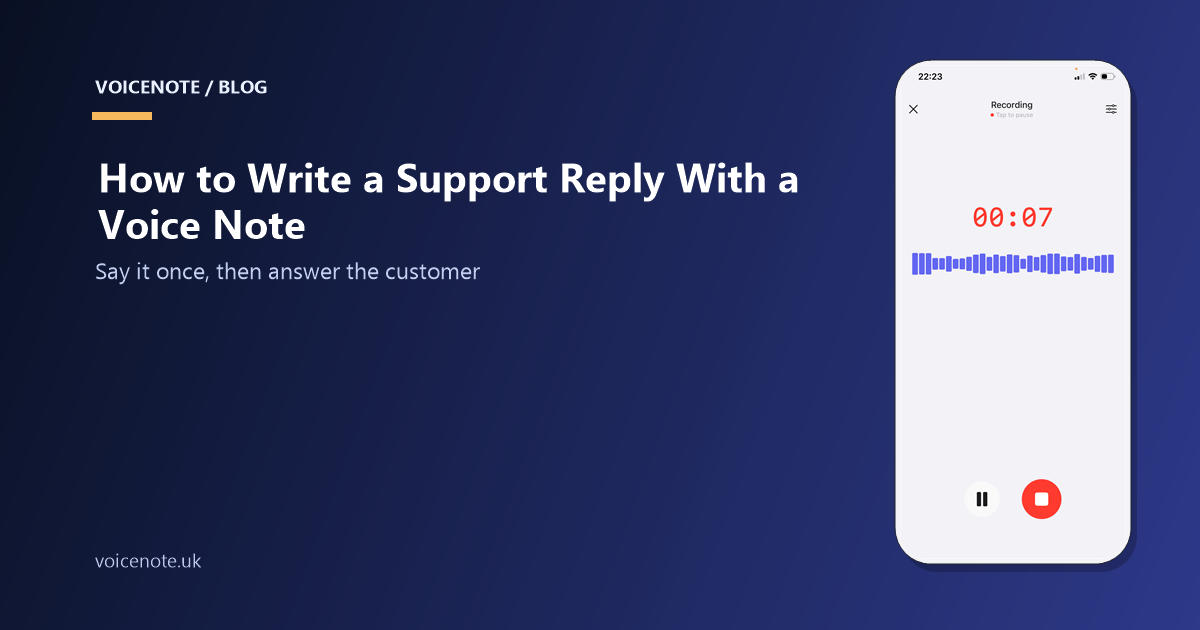 VOICENOTE / BLOG
How to Write a Support Reply With a
Voice Note
Say it once, then answer the customer
voicenote.uk
22:23
Recording
Tap to pause
00:07